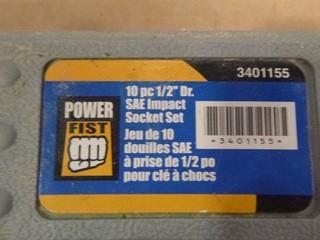 3401155
POWER
FIST
10 pc 1/2" Dr.
SAE Impact
Socket Set
Jeu de 10
douilles SAE
à prise de 1/2 po
pour clé à chocs
-3401155-